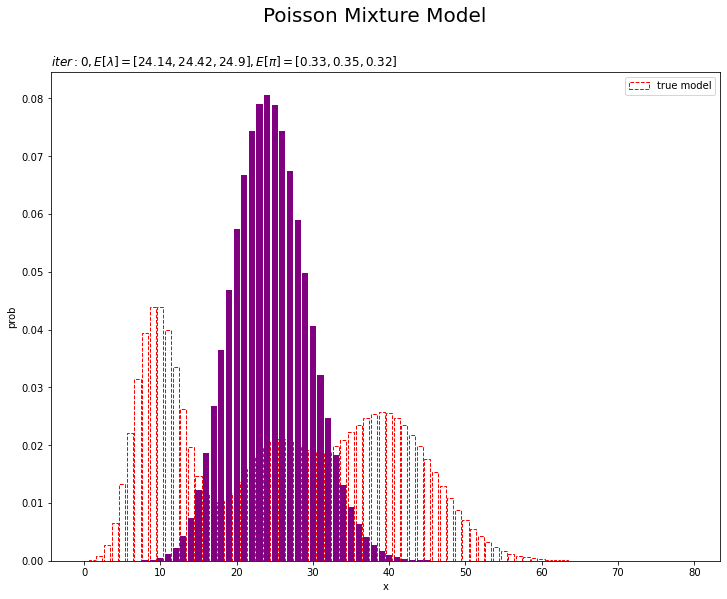 Poisson Mixture Model
iter : 0, E[λ] = [24.14, 24.42, 24.9], E[π] = [0.33, 0.35, 0.32]
true model
0.08
0.07
0.06
0.05
0.04
0.03
0.02
0.01
0.00
prob
0 10 20 30 40 50 60 70 80
x